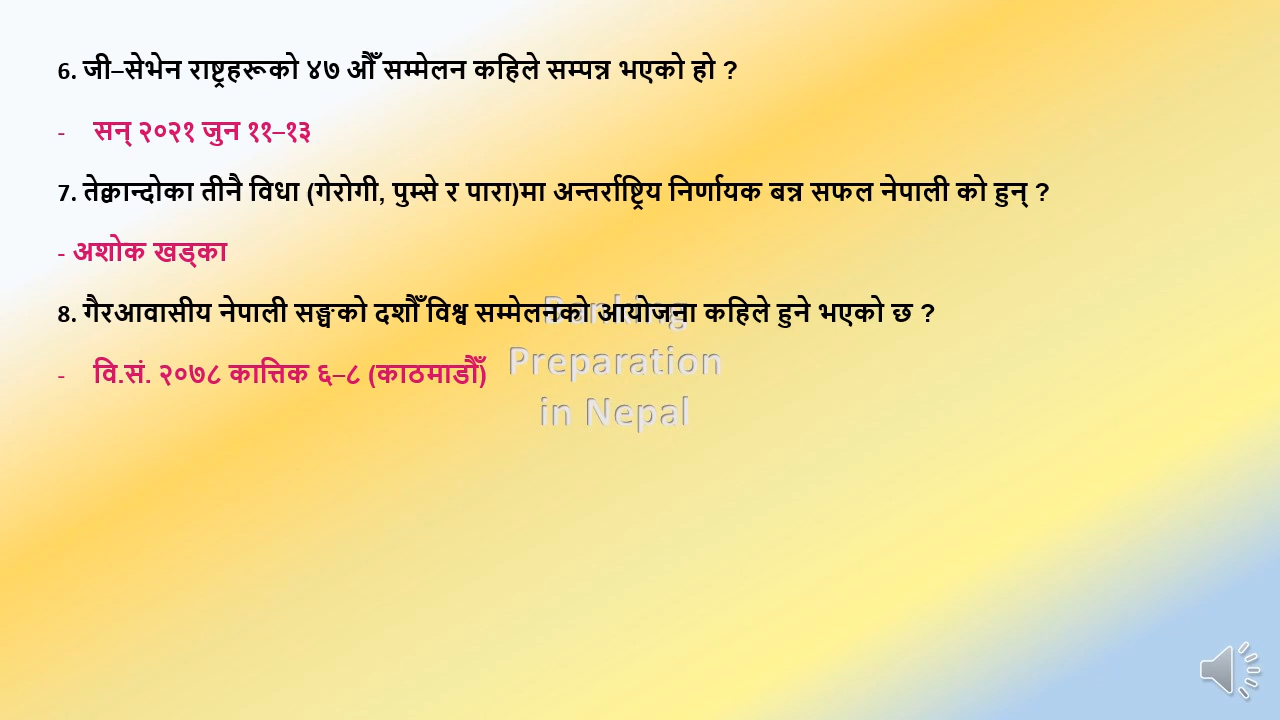 6. जी–सेभेन राष्ट्रहरूको ४७ औँ सम्मेलन कहिले सम्पन्न भएको हो ?
- सन् २०२१ जुन ११–१३
7. तेक्वान्दोका तीनै विधा (गेरोगी, पुम्से र पारा)मा अन्तर्राष्ट्रिय निर्णायक बन्न सफल नेपाली को हुन् ?
- अशोक खड्का
8. गैरआवासीय नेपाली सङ्घको दशौँ विश्व सम्मेलनको आयोजना कहिले हुने भएको छ ?
- वि.सं. २०७८ कात्तिक ६–८ (काठमाडौँ)
Banking
Preparation
in Nepal